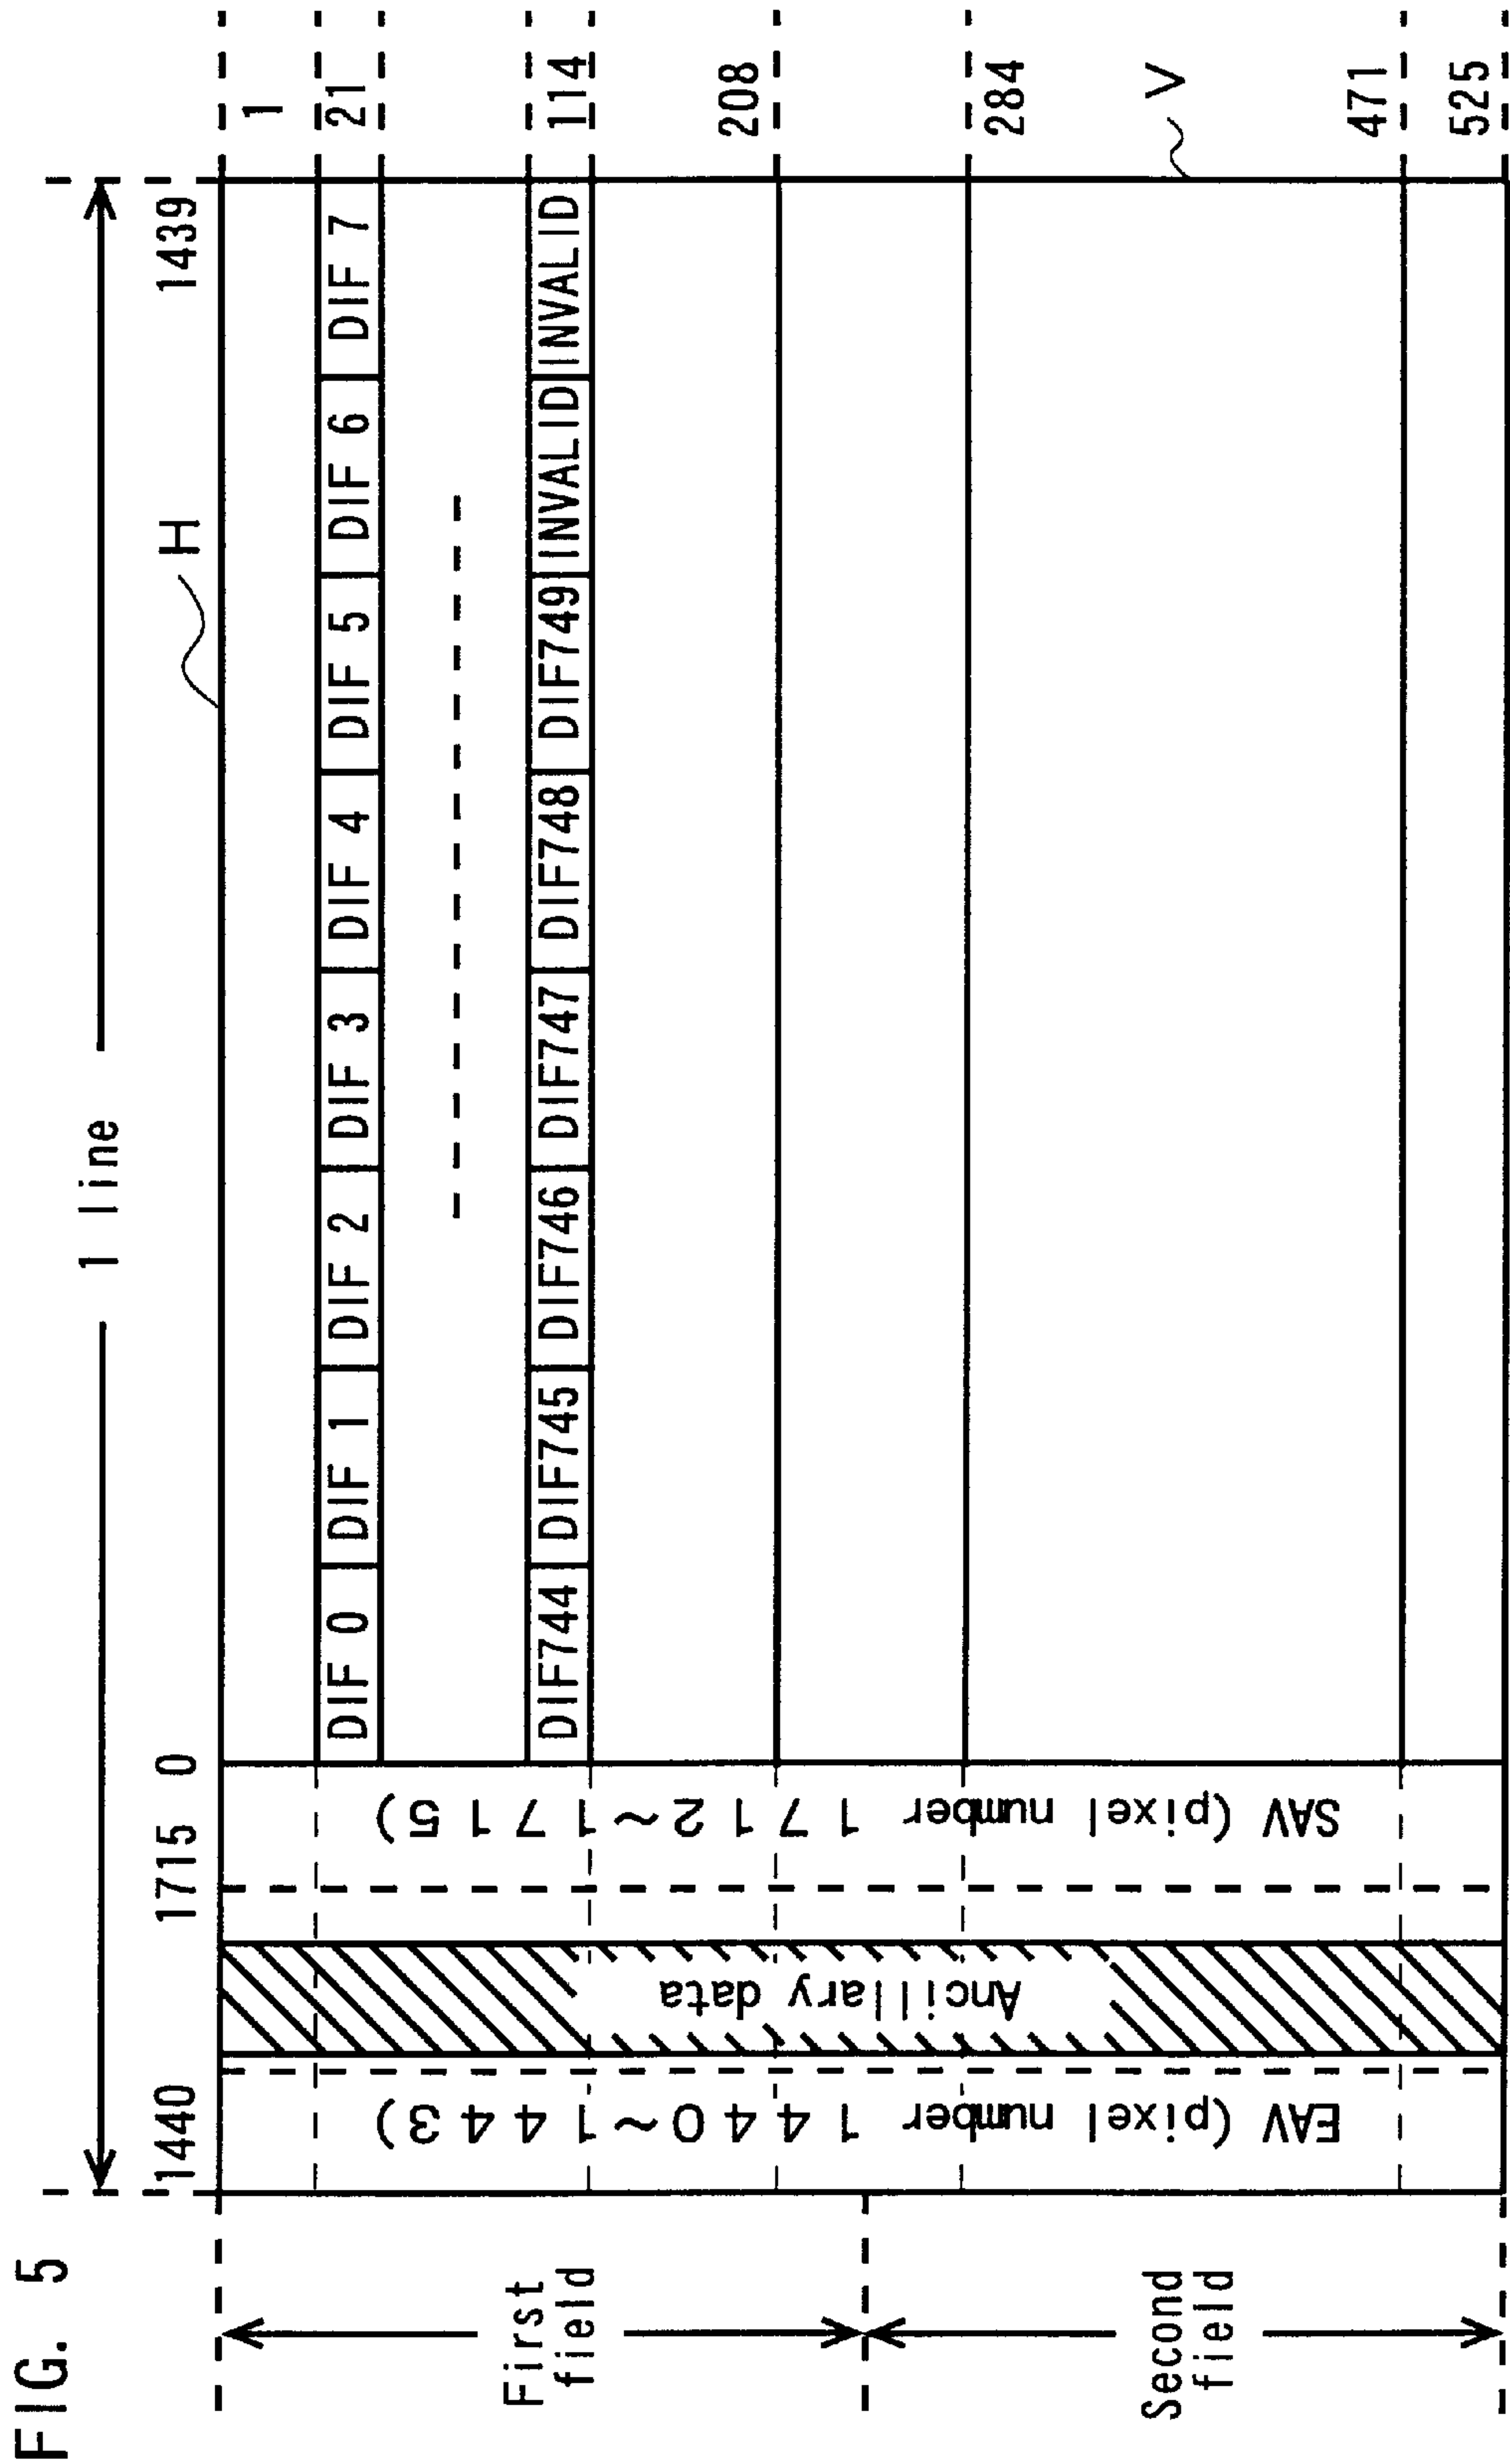 FIG. 5
1 line
1440
1715
0
1439
H
1
21
114
208
284
471
525
V
DIF 0
DIF 1
DIF 2
DIF 3
DIF 4
DIF 5
DIF 6
DIF 7
DIF744
DIF745
DIF746
DIF747
DIF748
DIF749
INVALID
INVALID
EAV (pixel number 1440~1443)
Ancillary data
SAV (pixel number 1712~1715)
First
field
Second
field